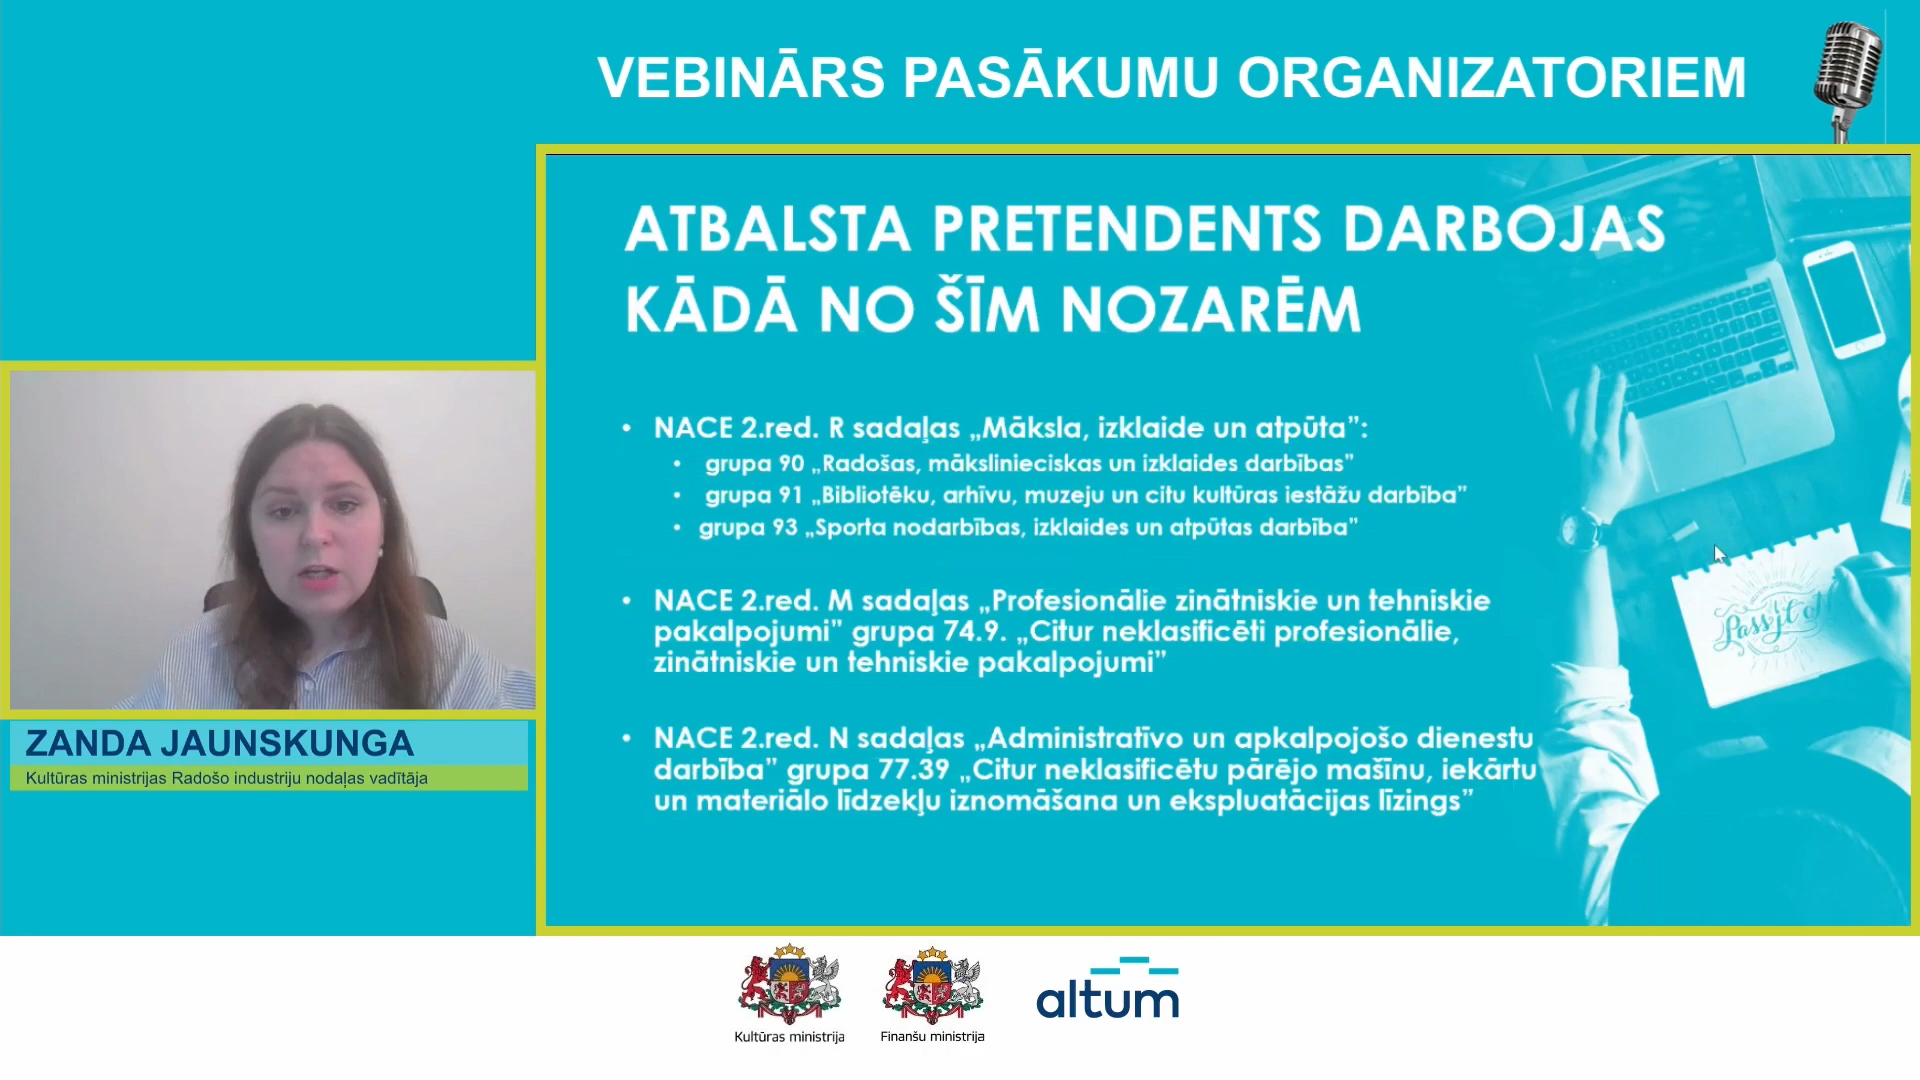 VEBINĀRS PASĀKUMU ORGANIZATORIEM
ATBALSTA PRETENDENTS DARBOJAS
KĀDĀ NO ŠĪM NOZARĒM
• NACE 2.red. R sadaļas „Māksla, izklaide un atpūta”:
• grupa 90 „Radošas, mākslinieciskas un izklaides darbības”
• grupa 91 „Bibliotēku, arhīvu, muzeju un citu kultūras iestāžu darbība”
• grupa 93 „Sporta nodarbības, izklaides un atpūtas darbība”
• NACE 2.red. M sadaļas „Profesionālie zinātniskie un tehniskie
pakalpojumi” grupa 74.9. „Citur neklasificēti profesionālie,
zinātniskie un tehniskie pakalpojumi”
• NACE 2.red. N sadaļas „Administratīvo un apkalpojošo dienestu
darbība” grupa 77.39 „Citur neklasificētu pārējo mašīnu, iekārtu
un materiālo līdzekļu iznomāšana un ekspluatācijas līzings”
ZANDA JAUNSKUNGA
Kultūras ministrijas Radošo industriju nodaļas vadītāja
Kultūras ministrija
Finanšu ministrija
altum